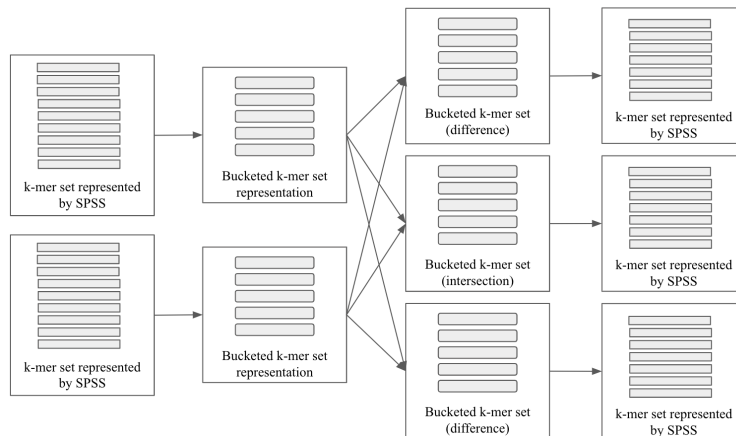 k-mer set represented
by SPSS
Bucketed k-mer set
representation
Bucketed k-mer set
(difference)
k-mer set represented
by SPSS
Bucketed k-mer set
(intersection)
k-mer set represented
by SPSS
k-mer set represented
by SPSS
Bucketed k-mer set
representation
Bucketed k-mer set
(difference)
k-mer set represented
by SPSS